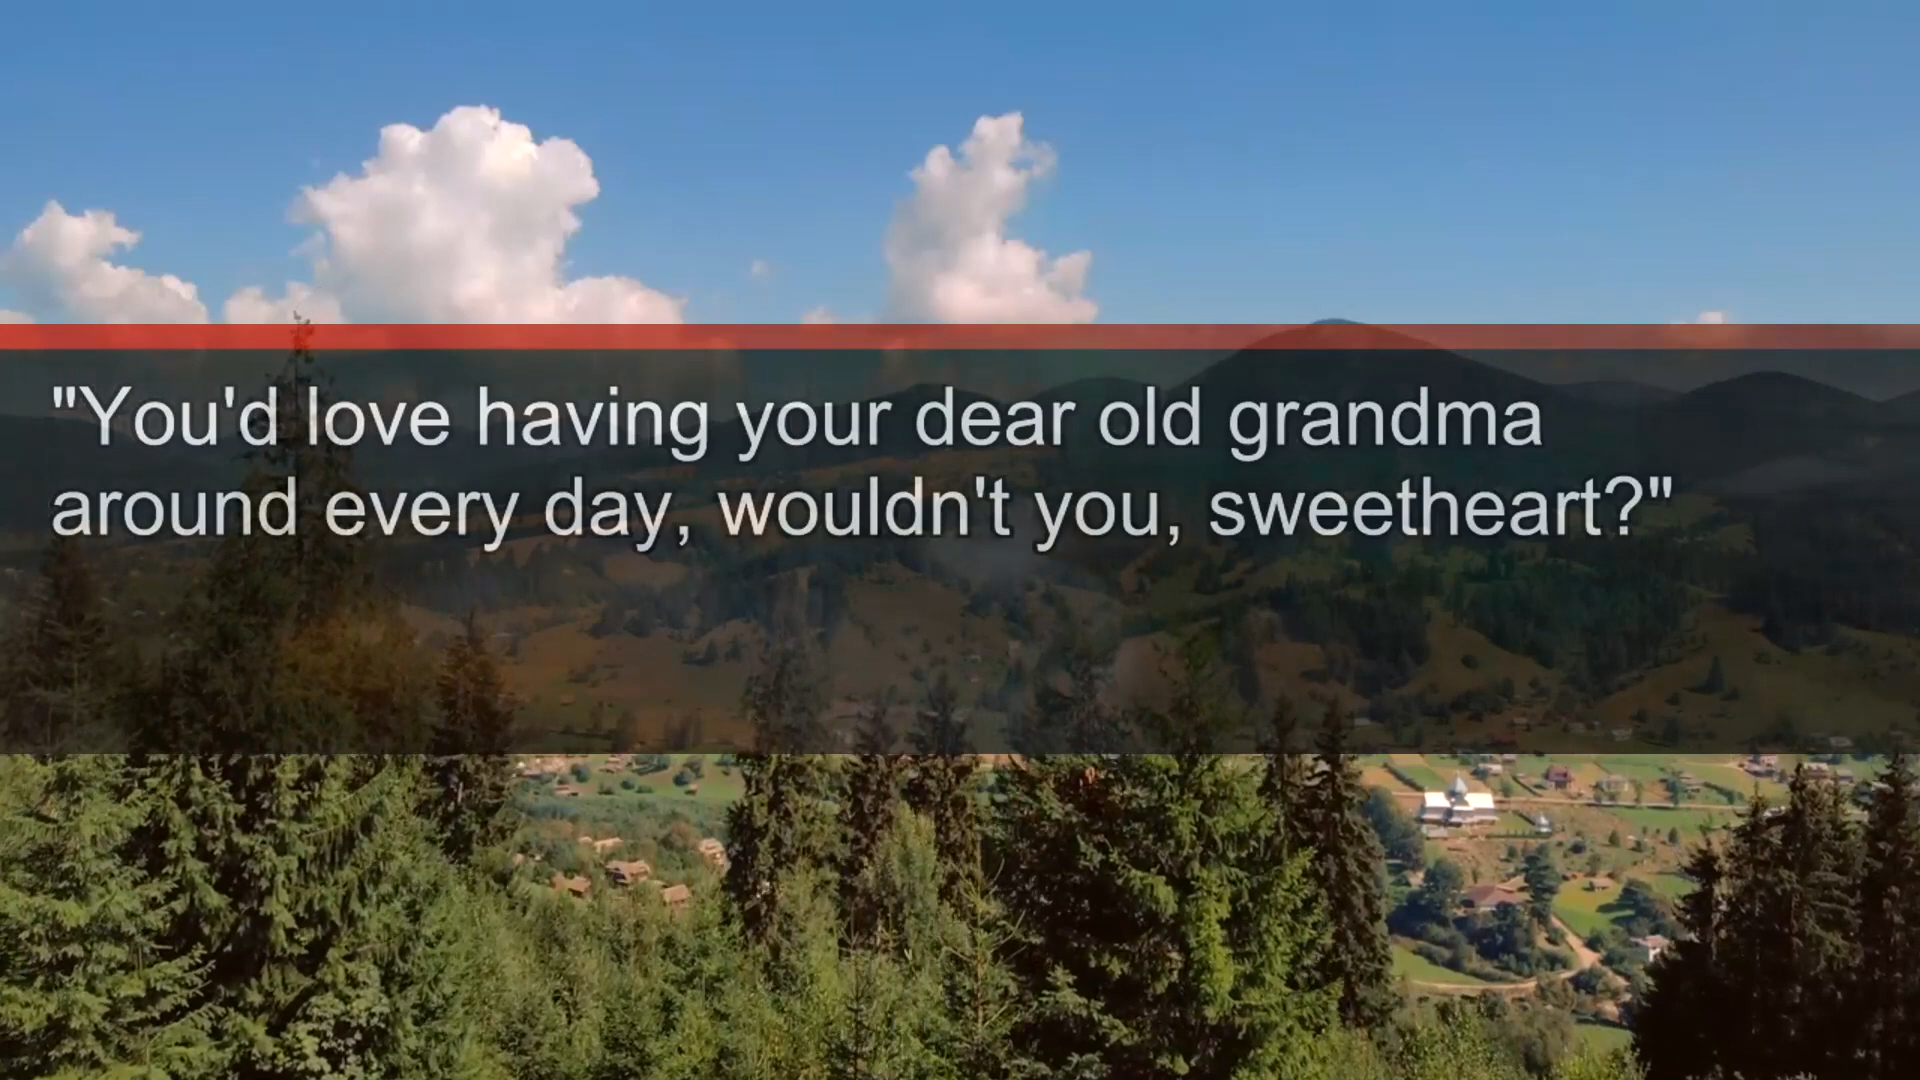 "You'd love having your dear old grandma
around every day, wouldn't you, sweetheart?"